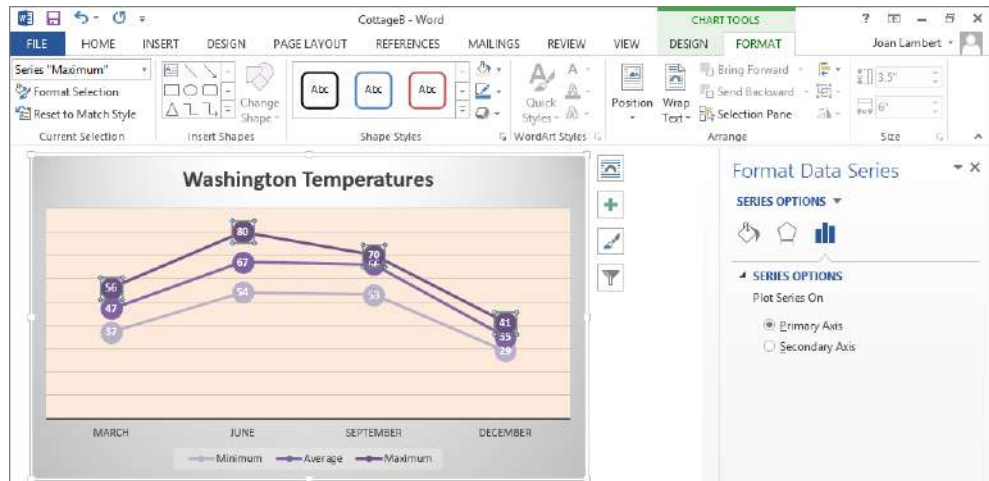 CottageB - Word
CHART TOOLS
FILE HOME INSERT DESIGN PAGE LAYOUT REFERENCES MAILINGS REVIEW VIEW DESIGN FORMAT Joan Lambert
Series "Maximum"
Format Selection
Reset to Match Style
Current Selection
Change
Shape
Insert Shapes
Abc Abc Abc
Shape Styles
Quick
Styles
WordArt Styles
Position
Wrap
Text
Bring Forward
Send Backward
Selection Pane
Arrange
3.5"
6"
Size
Washington Temperatures
80
67
54
56
47
37
70
53
41
35
29
MARCH JUNE SEPTEMBER DECEMBER
Minimum Average Maximum
Format Data Series
SERIES OPTIONS
SERIES OPTIONS
Plot Series On
Primary Axis
Secondary Axis